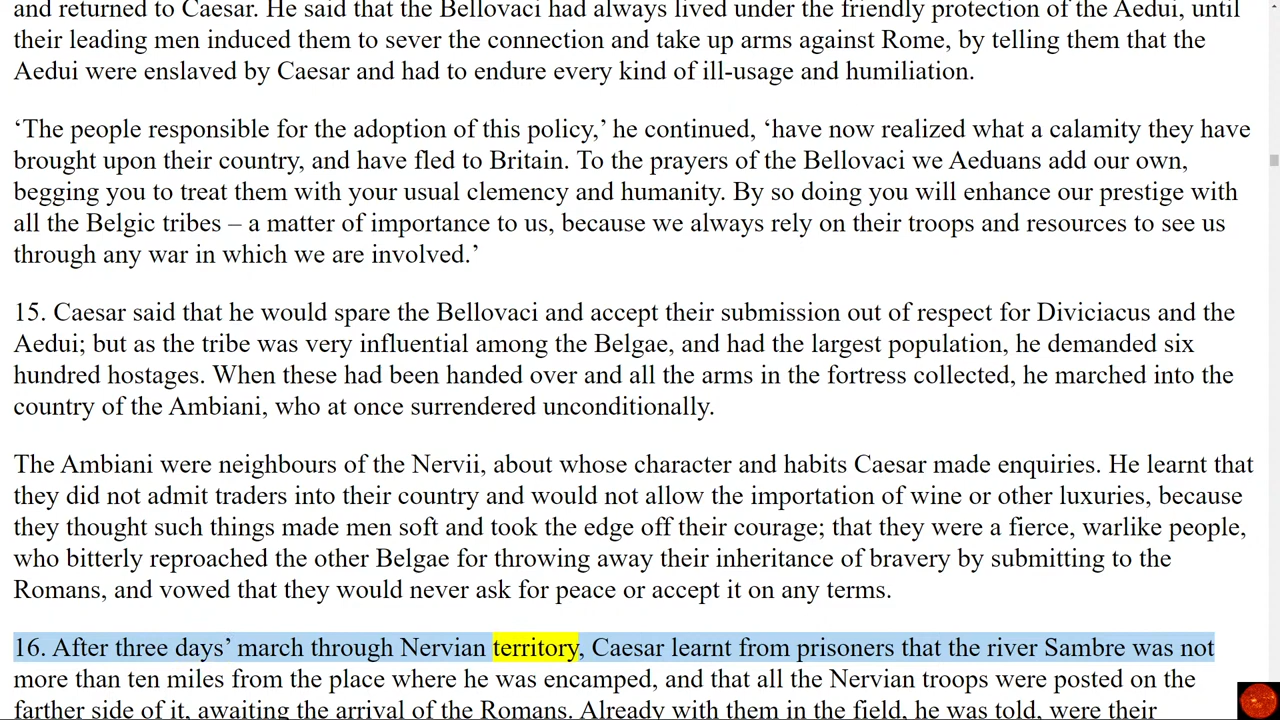 and returned to Caesar. He said that the Bellovaci had always lived under the friendly protection of the Aedui, until
their leading men induced them to sever the connection and take up arms against Rome, by telling them that the
Aedui were enslaved by Caesar and had to endure every kind of ill-usage and humiliation.
‘The people responsible for the adoption of this policy,’ he continued, ‘have now realized what a calamity they have
brought upon their country, and have fled to Britain. To the prayers of the Bellovaci we Aeduans add our own,
begging you to treat them with your usual clemency and humanity. By so doing you will enhance our prestige with
all the Belgic tribes – a matter of importance to us, because we always rely on their troops and resources to see us
through any war in which we are involved.’
15. Caesar said that he would spare the Bellovaci and accept their submission out of respect for Diviciacus and the
Aedui; but as the tribe was very influential among the Belgae, and had the largest population, he demanded six
hundred hostages. When these had been handed over and all the arms in the fortress collected, he marched into the
country of the Ambiani, who at once surrendered unconditionally.
The Ambiani were neighbours of the Nervii, about whose character and habits Caesar made enquiries. He learnt that
they did not admit traders into their country and would not allow the importation of wine or other luxuries, because
they thought such things made men soft and took the edge off their courage; that they were a fierce, warlike people,
who bitterly reproached the other Belgae for throwing away their inheritance of bravery by submitting to the
Romans, and vowed that they would never ask for peace or accept it on any terms.
16. After three days’ march through Nervian territory, Caesar learnt from prisoners that the river Sambre was not
more than ten miles from the place where he was encamped, and that all the Nervian troops were posted on the
farther side of it, awaiting the arrival of the Romans. Already with them in the field, he was told, were their